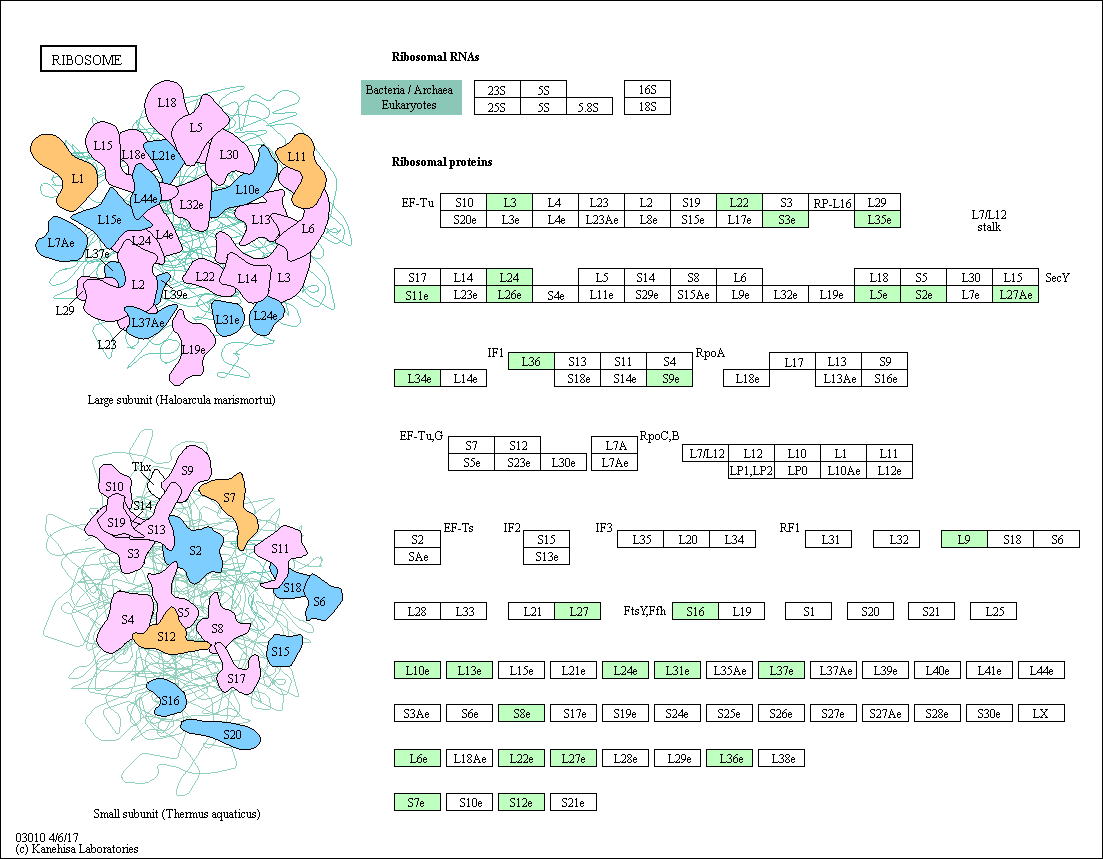 RIBOSOME
L18
L5
L15
L18e
L21e
L30
L11
L1
L44e
L10e
L32e
L15e
L13
L6
L7Ae
L24
L4e
L37e
L2
L22
L14
L3
L39e
L29
L37Ae
L31e
L24e
L23
L19e
Large subunit (Haloarcula marismortui)
Thx
S9
S10
S7
S14
S19
S13
S3
S2
S11
S18
S6
S4
S5
S12
S8
S15
S17
S16
S20
Small subunit (Thermus aquaticus)
03010 4/6/17
(c) Kanehisa Laboratories
Ribosomal RNAs
Bacteria / Archaea 23S 5S 16S
Eukaryotes 25S 5S 5.8S 18S
Ribosomal proteins
EF-Tu S10 L3 L4 L23 L2 S19 L22 S3 RP-L16 L29
S20e L3e L4e L23Ae L8e S15e L17e S3e L35e
L7/L12
stalk
S17 L14 L24 L5 S14 S8 L6 L18 S5 L30 L15 SecY
S11e L23e L26e S4e L11e S29e S15Ae L9e L32e L19e L5e S2e L7e L27Ae
IF1 L36 S13 S11 S4 RpoA L17 L13 S9
L34e L14e S18e S14e S9e L18e L13Ae S16e
EF-Tu,G S7 S12 L7A RpoC,B L7/L12 L12 L10 L1 L11
S5e S23e L30e L7Ae LP1,LP2 LP0 L10Ae L12e
S2 EF-Ts IF2 S15 IF3 L35 L20 L34 RF1 L31 L32 L9 S18 S6
SAe S13e
L28 L33 L21 L27 FtsY,Ffh S16 L19 S1 S20 S21 L25
L10e L13e L15e L21e L24e L31e L35Ae L37e L37Ae L39e L40e L41e L44e
S3Ae S6e S8e S17e S19e S24e S25e S26e S27e S27Ae S28e S30e LX
L6e L18Ae L22e L27e L28e L29e L36e L38e
S7e S10e S12e S21e